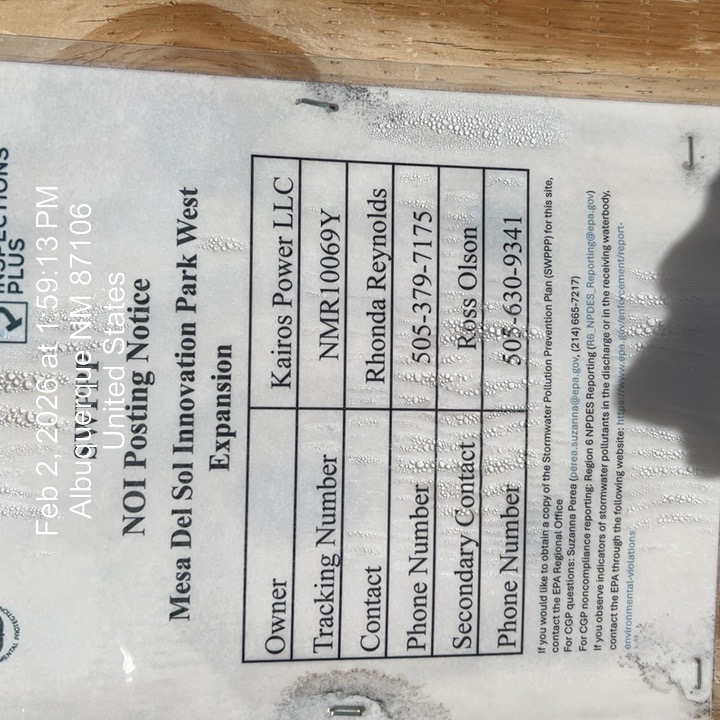 INSPECTIONS
PLUS
Feb 2, 2026 at 1:59:13 PM
Albuquerque NM 87106
United States
NOI Posting Notice
Mesa Del Sol Innovation Park West
Expansion
Owner Kairos Power LLC
Tracking Number NMR10069Y
Contact Rhonda Reynolds
Phone Number 505-379-7175
Secondary Contact Ross Olson
Phone Number 505-630-9341
If you would like to obtain a copy of the Stormwater Pollution Prevention Plan (SWPPP) for this site,
contact the EPA Regional Office
For CGP questions: Suzanna Perea (perea.suzanna@epa.gov, (214) 665-7217)
For CGP noncompliance reporting: Region 6 NPDES Reporting (R6_NPDES_Reporting@epa.gov)
If you observe indicators of stormwater pollutants in the discharge or in the receiving waterbody,
contact the EPA through the following website: https://www.epa.gov/enforcement/report-
environmental-violations